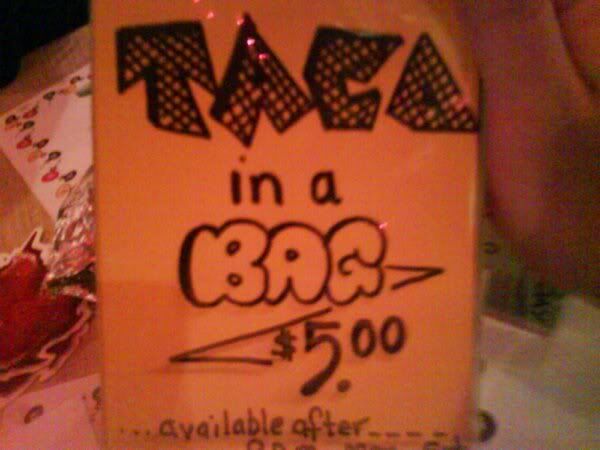 TACO
in a
BAG
$5.00
...available after----